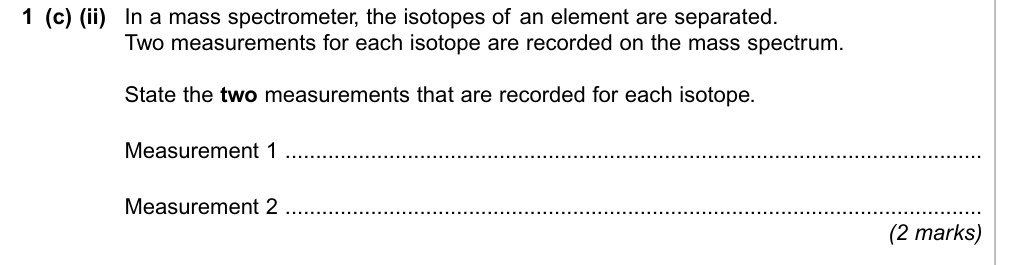 1 (c) (ii) In a mass spectrometer, the isotopes of an element are separated.
Two measurements for each isotope are recorded on the mass spectrum.
State the two measurements that are recorded for each isotope.
Measurement 1 ....................................................................................................................
Measurement 2 ....................................................................................................................
(2 marks)